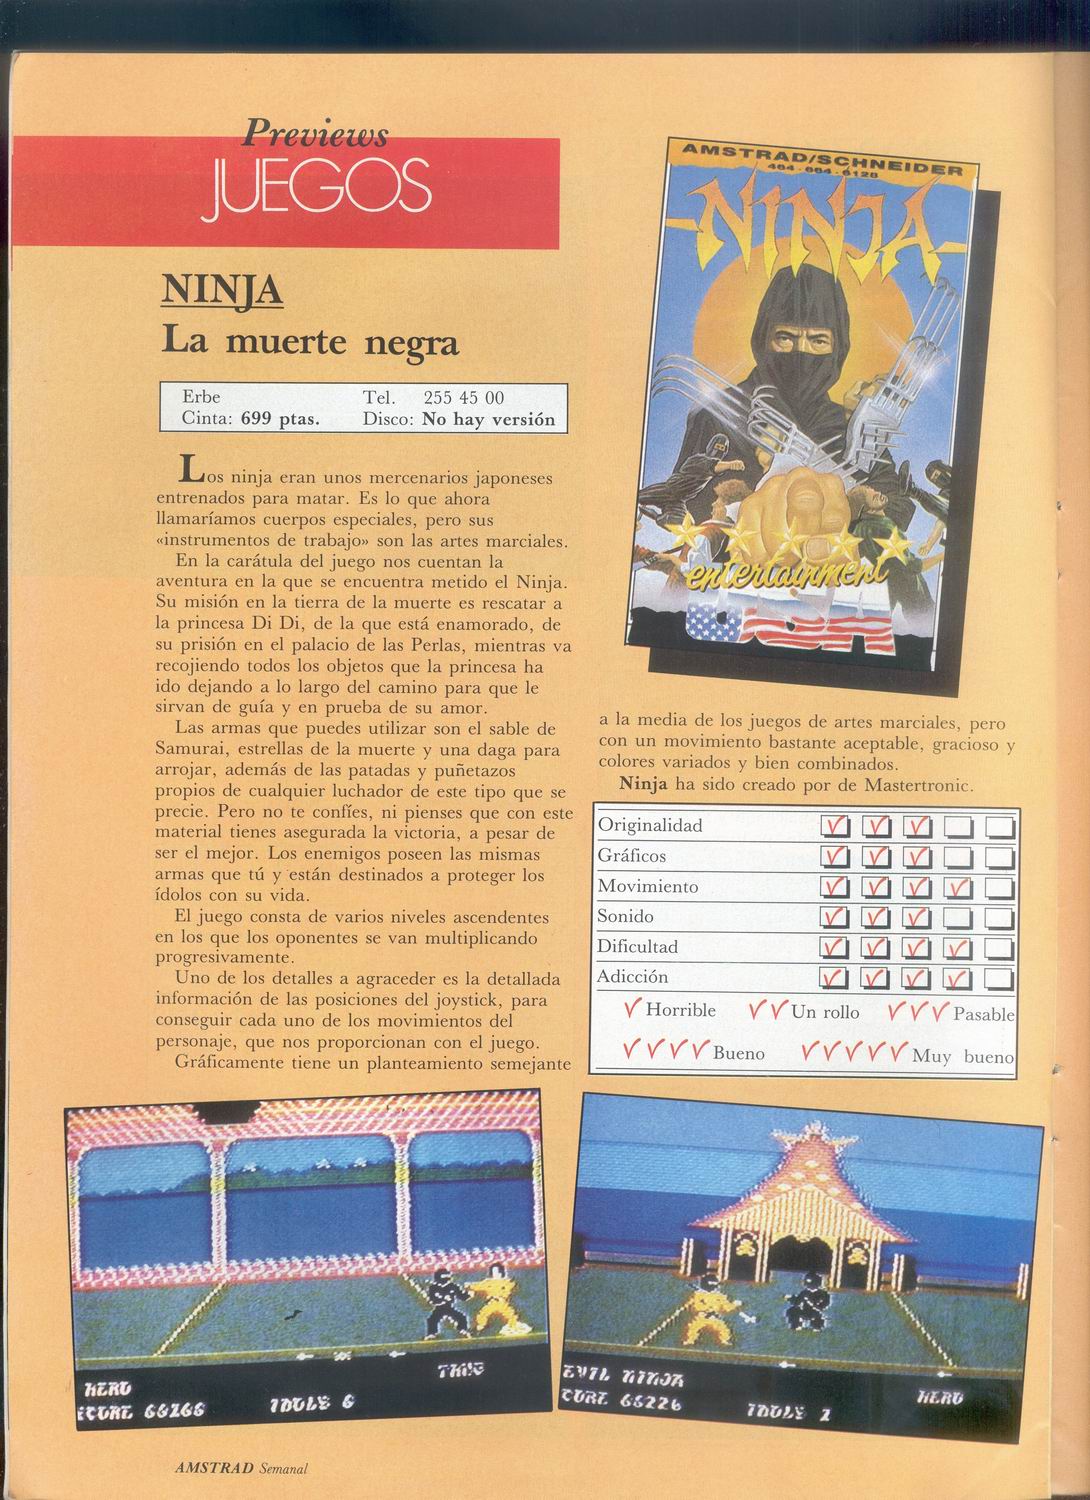 Previews
JUEGOS
NINJA
La muerte negra
Erbe Tel. 255 45 00
Cinta: 699 ptas. Disco: No hay versión
Los ninja eran unos mercenarios japoneses
entrenados para matar. Es lo que ahora
llamaríamos cuerpos especiales, pero sus
«instrumentos de trabajo» son las artes marciales.
En la carátula del juego nos cuentan la
aventura en la que se encuentra metido el Ninja.
Su misión en la tierra de la muerte es rescatar a
la princesa Di Di, de la que está enamorado, de
su prisión en el palacio de las Perlas, mientras va
recojiendo todos los objetos que la princesa ha
ido dejando a lo largo del camino para que le
sirvan de guía y en prueba de su amor.
Las armas que puedes utilizar son el sable de
Samurai, estrellas de la muerte y una daga para
arrojar, además de las patadas y puñetazos
propios de cualquier luchador de este tipo que se
precie. Pero no te confíes, ni pienses que con este
material tienes asegurada la victoria, a pesar de
ser el mejor. Los enemigos poseen las mismas
armas que tú y están destinados a proteger los
ídolos con su vida.
El juego consta de varios niveles ascendentes
en los que los oponentes se van multiplicando
progresivamente.
Uno de los detalles a agraceder es la detallada
información de las posiciones del joystick, para
conseguir cada uno de los movimientos del
personaje, que nos proporcionan con el juego.
Gráficamente tiene un planteamiento semejante
AMSTRAD/SCHNEIDER
464 · 664 · 6128
NINJA
entertainment
USA
a la media de los juegos de artes marciales, pero
con un movimiento bastante aceptable, gracioso y
colores variados y bien combinados.
Ninja ha sido creado por de Mastertronic.
Originalidad
Gráficos
Movimiento
Sonido
Dificultad
Adicción
Horrible Un rollo Pasable
Bueno Muy bueno
THUG
HERO
SCORE 66166 IDOLS 6
EVIL NINJA
HERO
CORE 66226 IDOLS 1
AMSTRAD Semanal